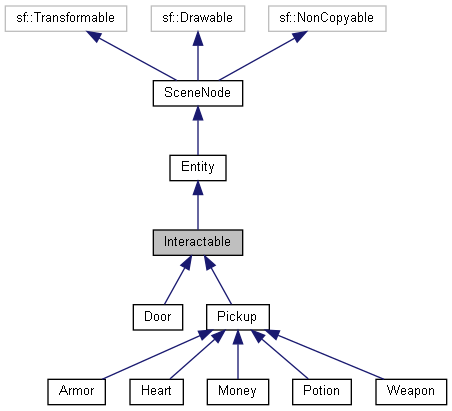 sf::Transformable
sf::Drawable
sf::NonCopyable
SceneNode
Entity
Interactable
Door
Pickup
Armor
Heart
Money
Potion
Weapon